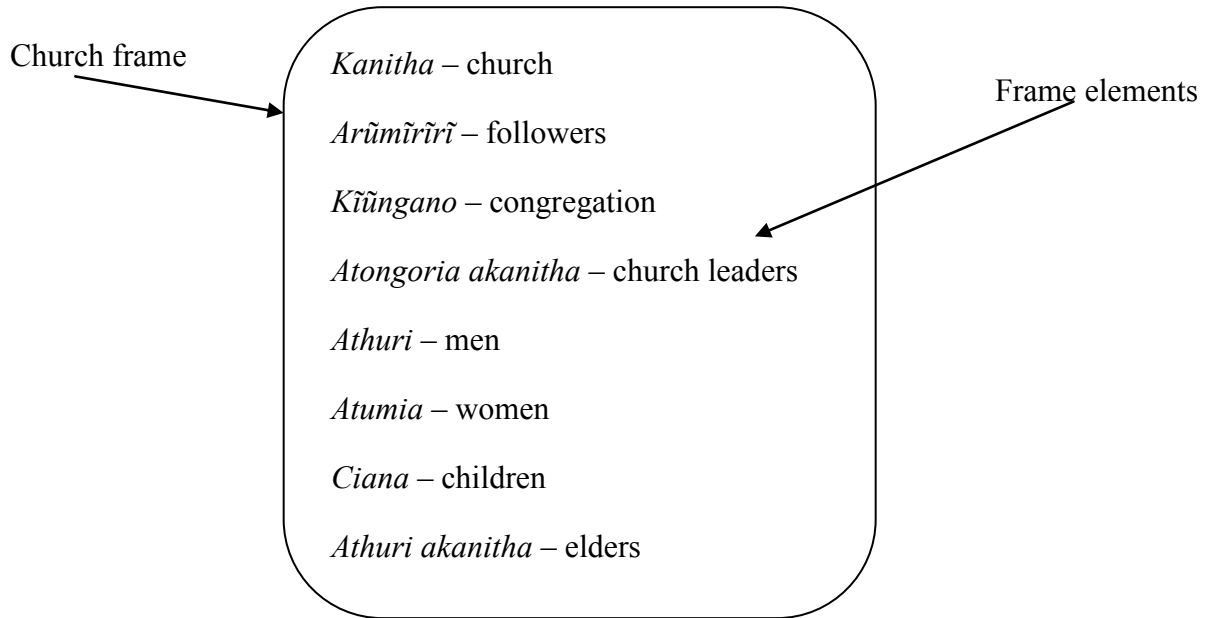 Church frame
Kanitha – church
Frame elements
Arũmĩrĩrĩ – followers
Kĩũngano – congregation
Atongoria akanitha – church leaders
Athuri – men
Atumia – women
Ciana – children
Athuri akanitha – elders